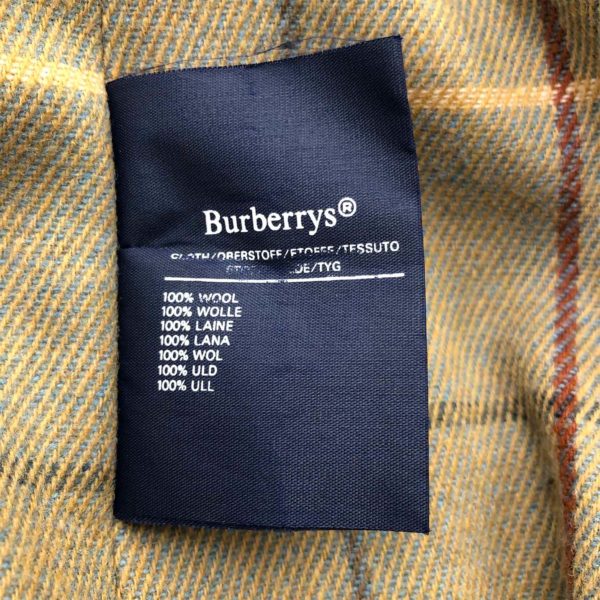 Burberrys®
CLOTH/OBERSTOFF/ETOFFE/TESSUTO
/TYG
100% WOOL
100% WOLLE
100% LAINE
100% LANA
100% WOL
100% ULD
100% ULL